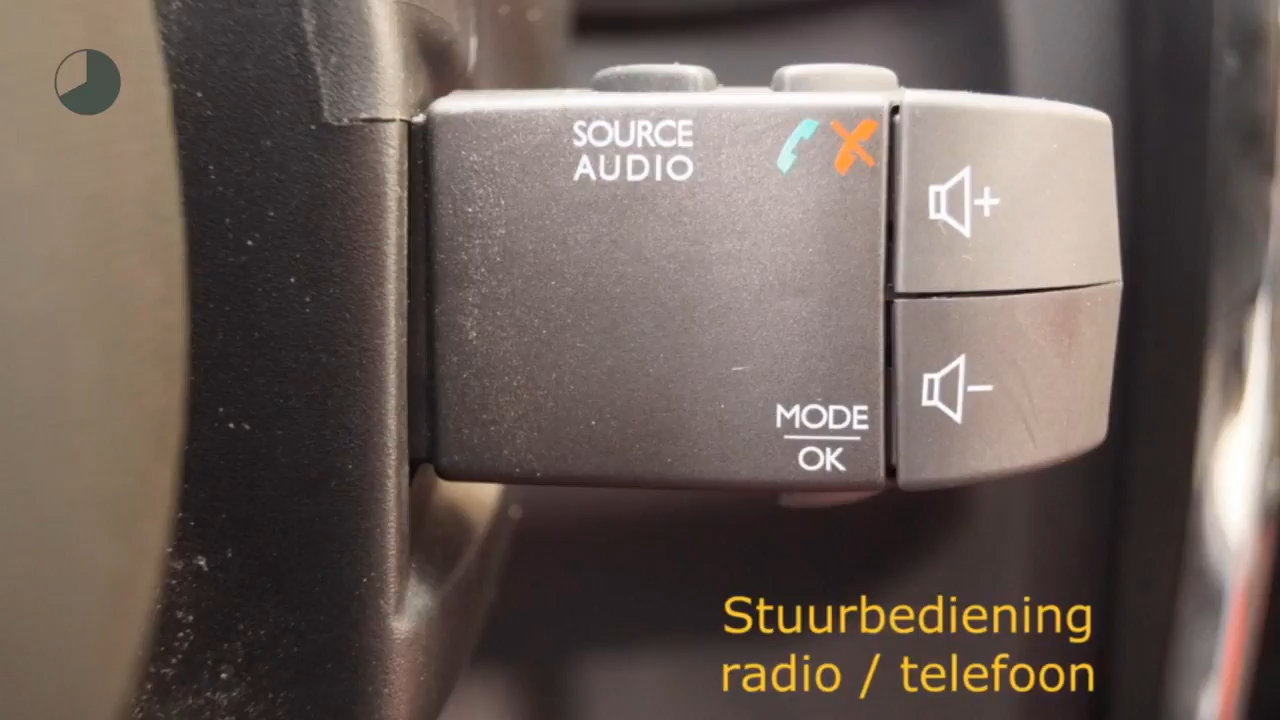 SOURCE
AUDIO
+
MODE
OK
-
Stuurbediening
radio / telefoon